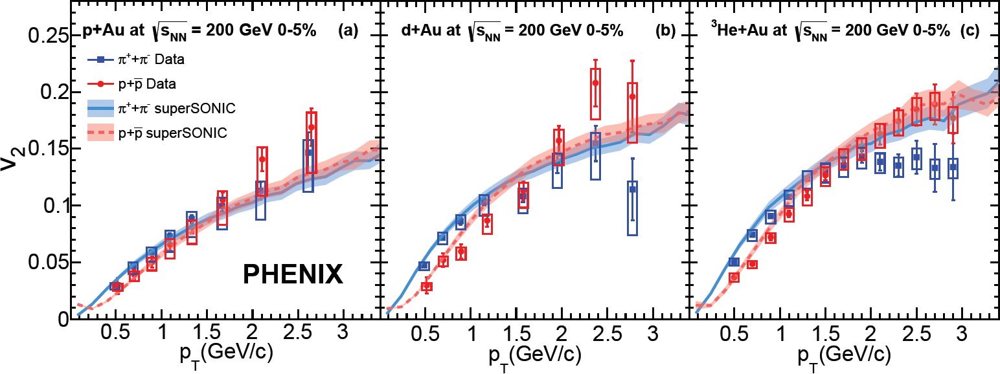 p+Au at √sNN = 200 GeV 0-5% (a)
d+Au at √sNN = 200 GeV 0-5% (b)
³He+Au at √sNN = 200 GeV 0-5% (c)
π⁺+π⁻ Data
p+p̅ Data
π⁺+π⁻ superSONIC
p+p̅ superSONIC
PHENIX
v₂
0.25
0.2
0.15
0.1
0.05
0
0.5 1 1.5 2 2.5 3
0.5 1 1.5 2 2.5 3
0.5 1 1.5 2 2.5 3
pT(GeV/c)
pT(GeV/c)
pT(GeV/c)